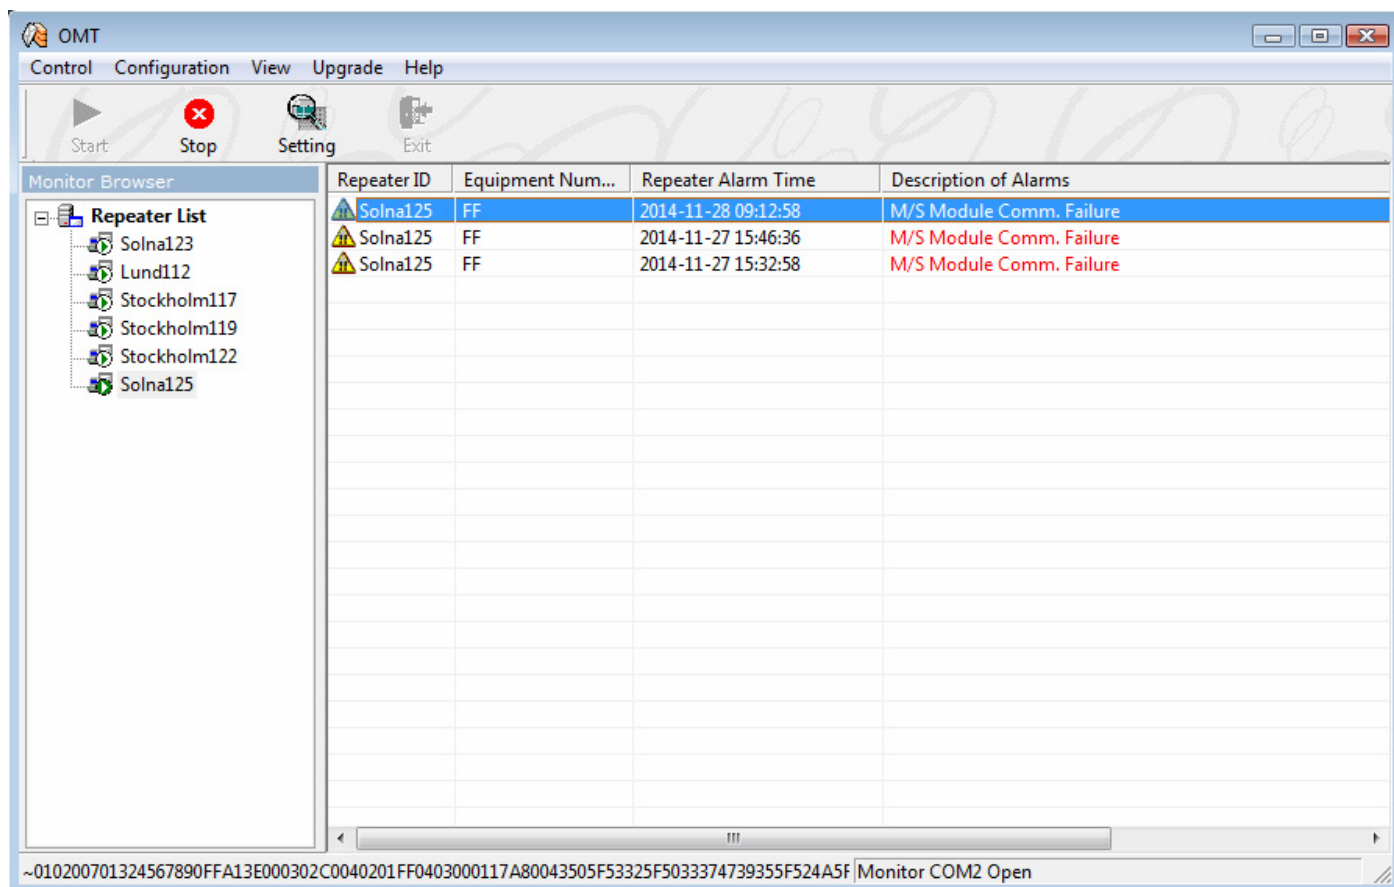 OMT
Control Configuration View Upgrade Help
Start Stop Setting Exit
Monitor Browser
Repeater List
Solna123
Lund112
Stockholm117
Stockholm119
Stockholm122
Solna125
Repeater ID Equipment Num... Repeater Alarm Time Description of Alarms
Solna125 FF 2014-11-28 09:12:58 M/S Module Comm. Failure
Solna125 FF 2014-11-27 15:46:36 M/S Module Comm. Failure
Solna125 FF 2014-11-27 15:32:58 M/S Module Comm. Failure
~010200701324567890FFA13E000302C0040201FF0403000117A80043505F53325F5033374739355F524A5F Monitor COM2 Open